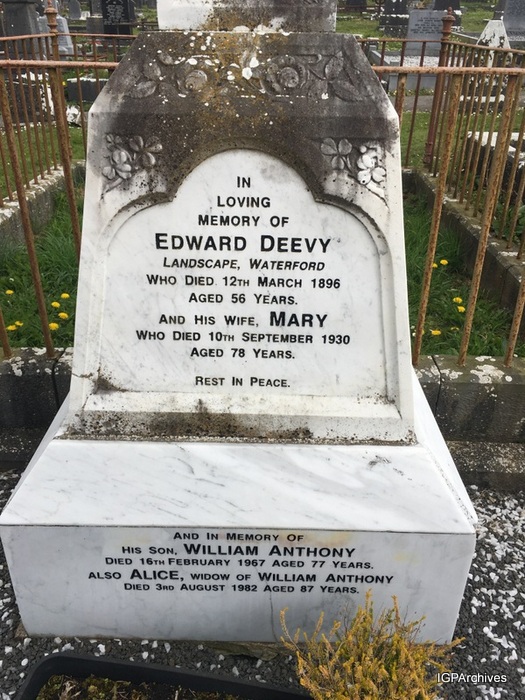 IN
LOVING
MEMORY OF
EDWARD DEEVY
LANDSCAPE, WATERFORD
WHO DIED 12TH MARCH 1896
AGED 56 YEARS.
AND HIS WIFE, MARY
WHO DIED 10TH SEPTEMBER 1930
AGED 78 YEARS.
REST IN PEACE.
AND IN MEMORY OF
HIS SON, WILLIAM ANTHONY
DIED 16TH FEBRUARY 1967 AGED 77 YEARS.
ALSO ALICE, WIDOW OF WILLIAM ANTHONY
DIED 3RD AUGUST 1982 AGED 87 YEARS.
IGPArchives